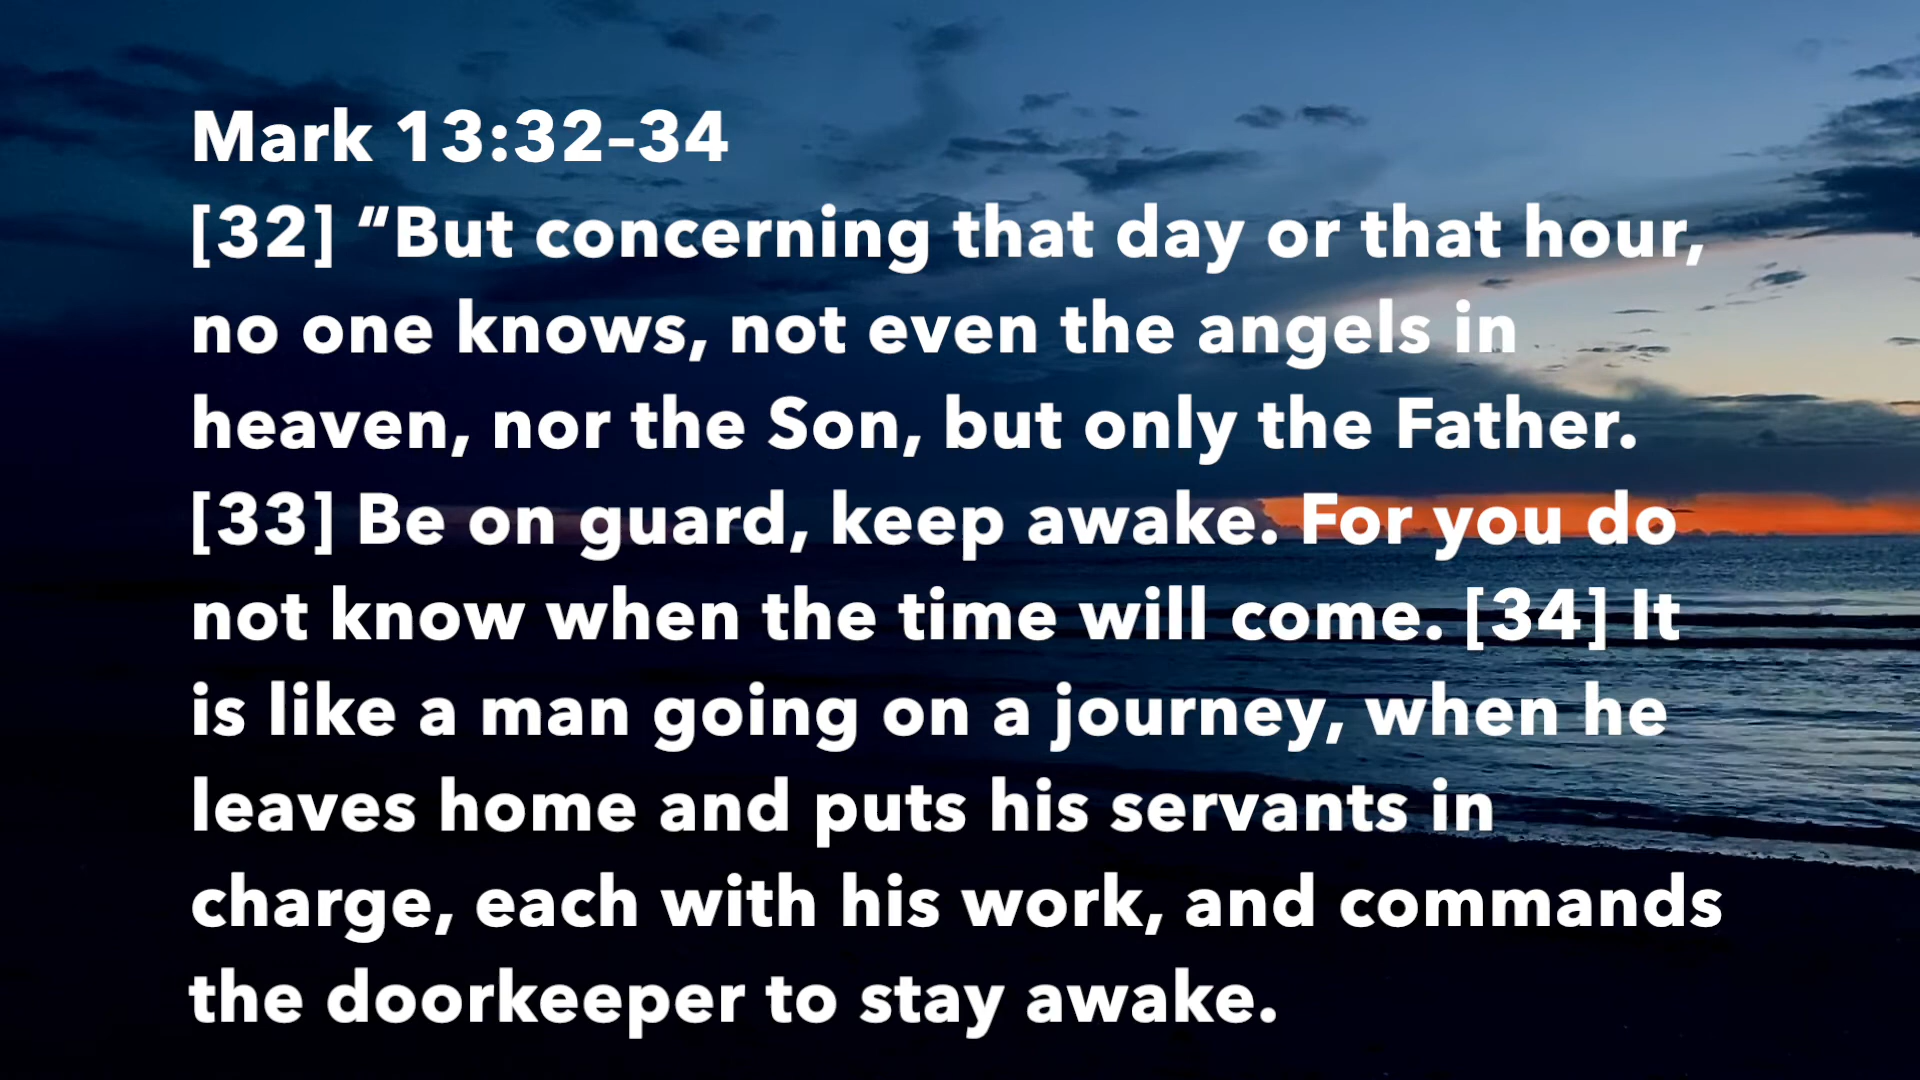 Mark 13:32–34
[32] “But concerning that day or that hour,
no one knows, not even the angels in
heaven, nor the Son, but only the Father.
[33] Be on guard, keep awake. For you do
not know when the time will come. [34] It
is like a man going on a journey, when he
leaves home and puts his servants in
charge, each with his work, and commands
the doorkeeper to stay awake.